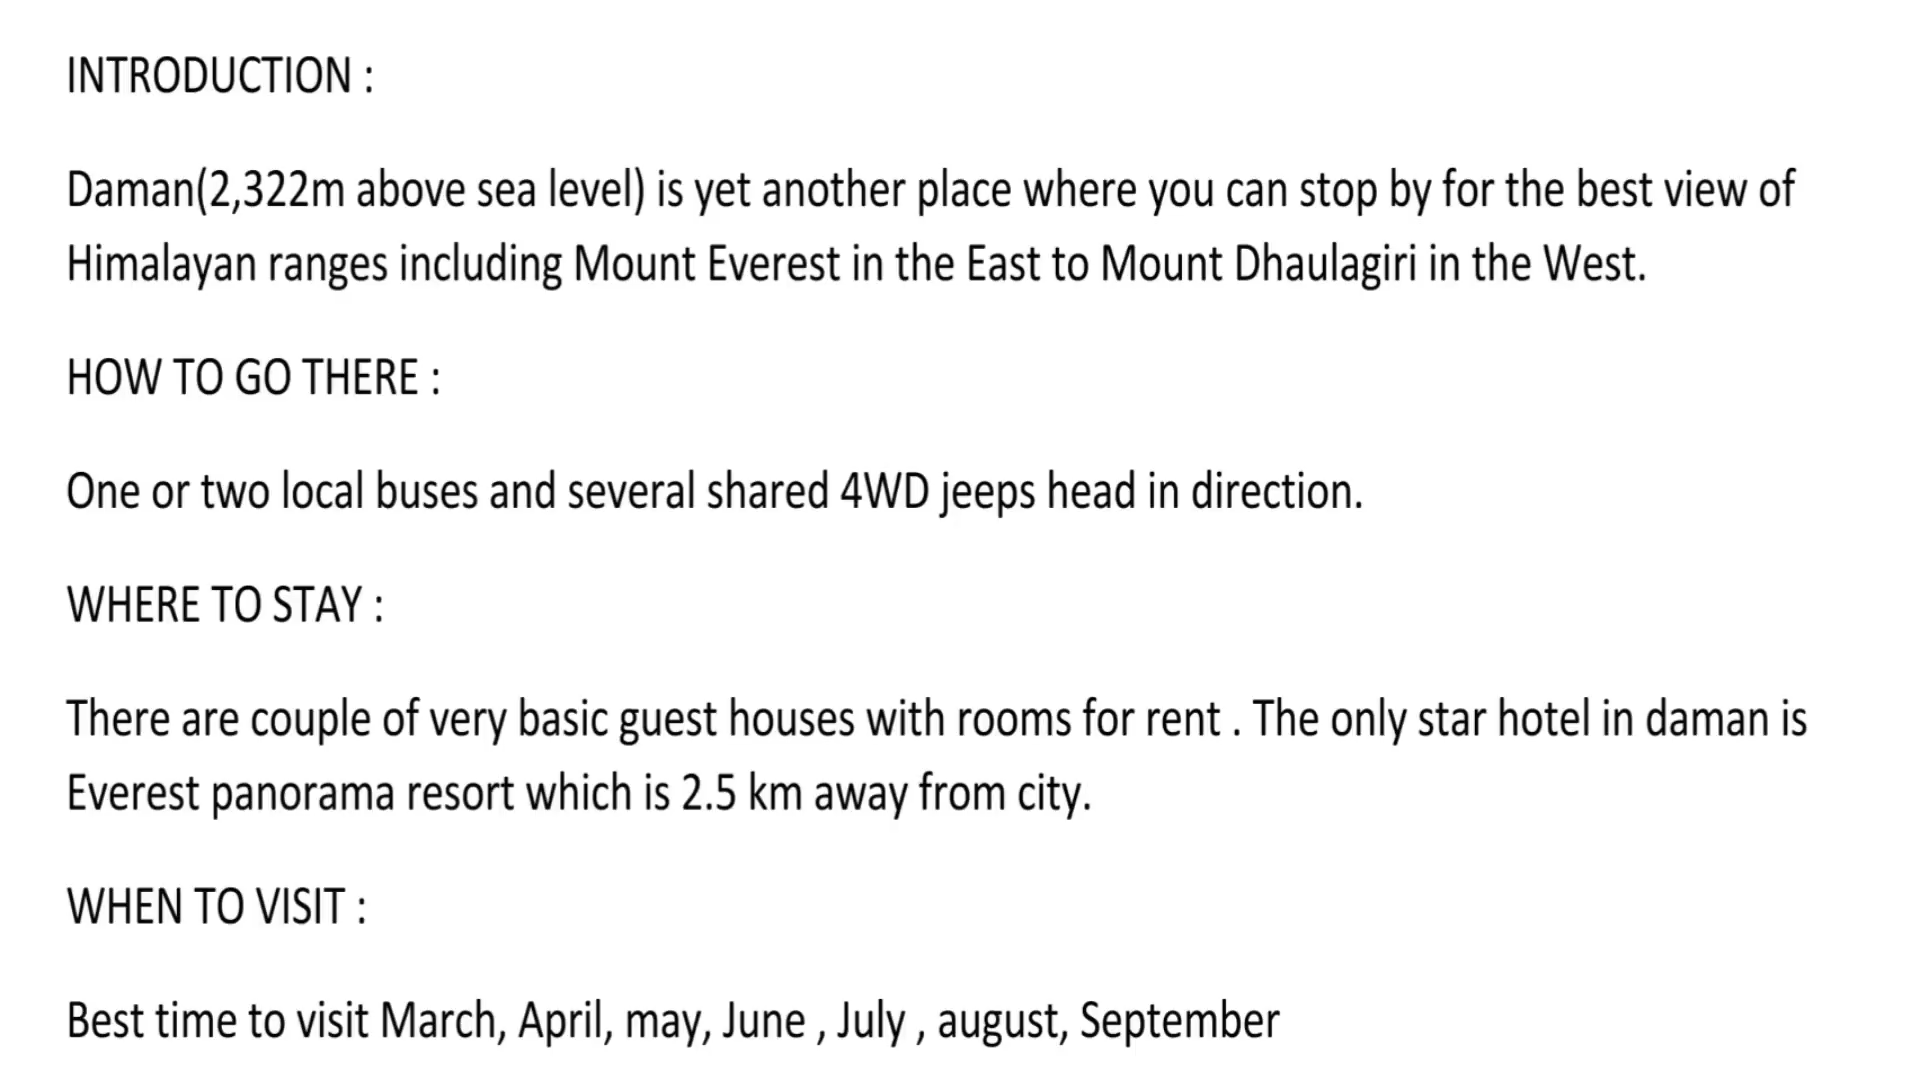 INTRODUCTION :
Daman(2,322m above sea level) is yet another place where you can stop by for the best view of
Himalayan ranges including Mount Everest in the East to Mount Dhaulagiri in the West.
HOW TO GO THERE :
One or two local buses and several shared 4WD jeeps head in direction.
WHERE TO STAY :
There are couple of very basic guest houses with rooms for rent . The only star hotel in daman is
Everest panorama resort which is 2.5 km away from city.
WHEN TO VISIT :
Best time to visit March, April, may, June , July , august, September